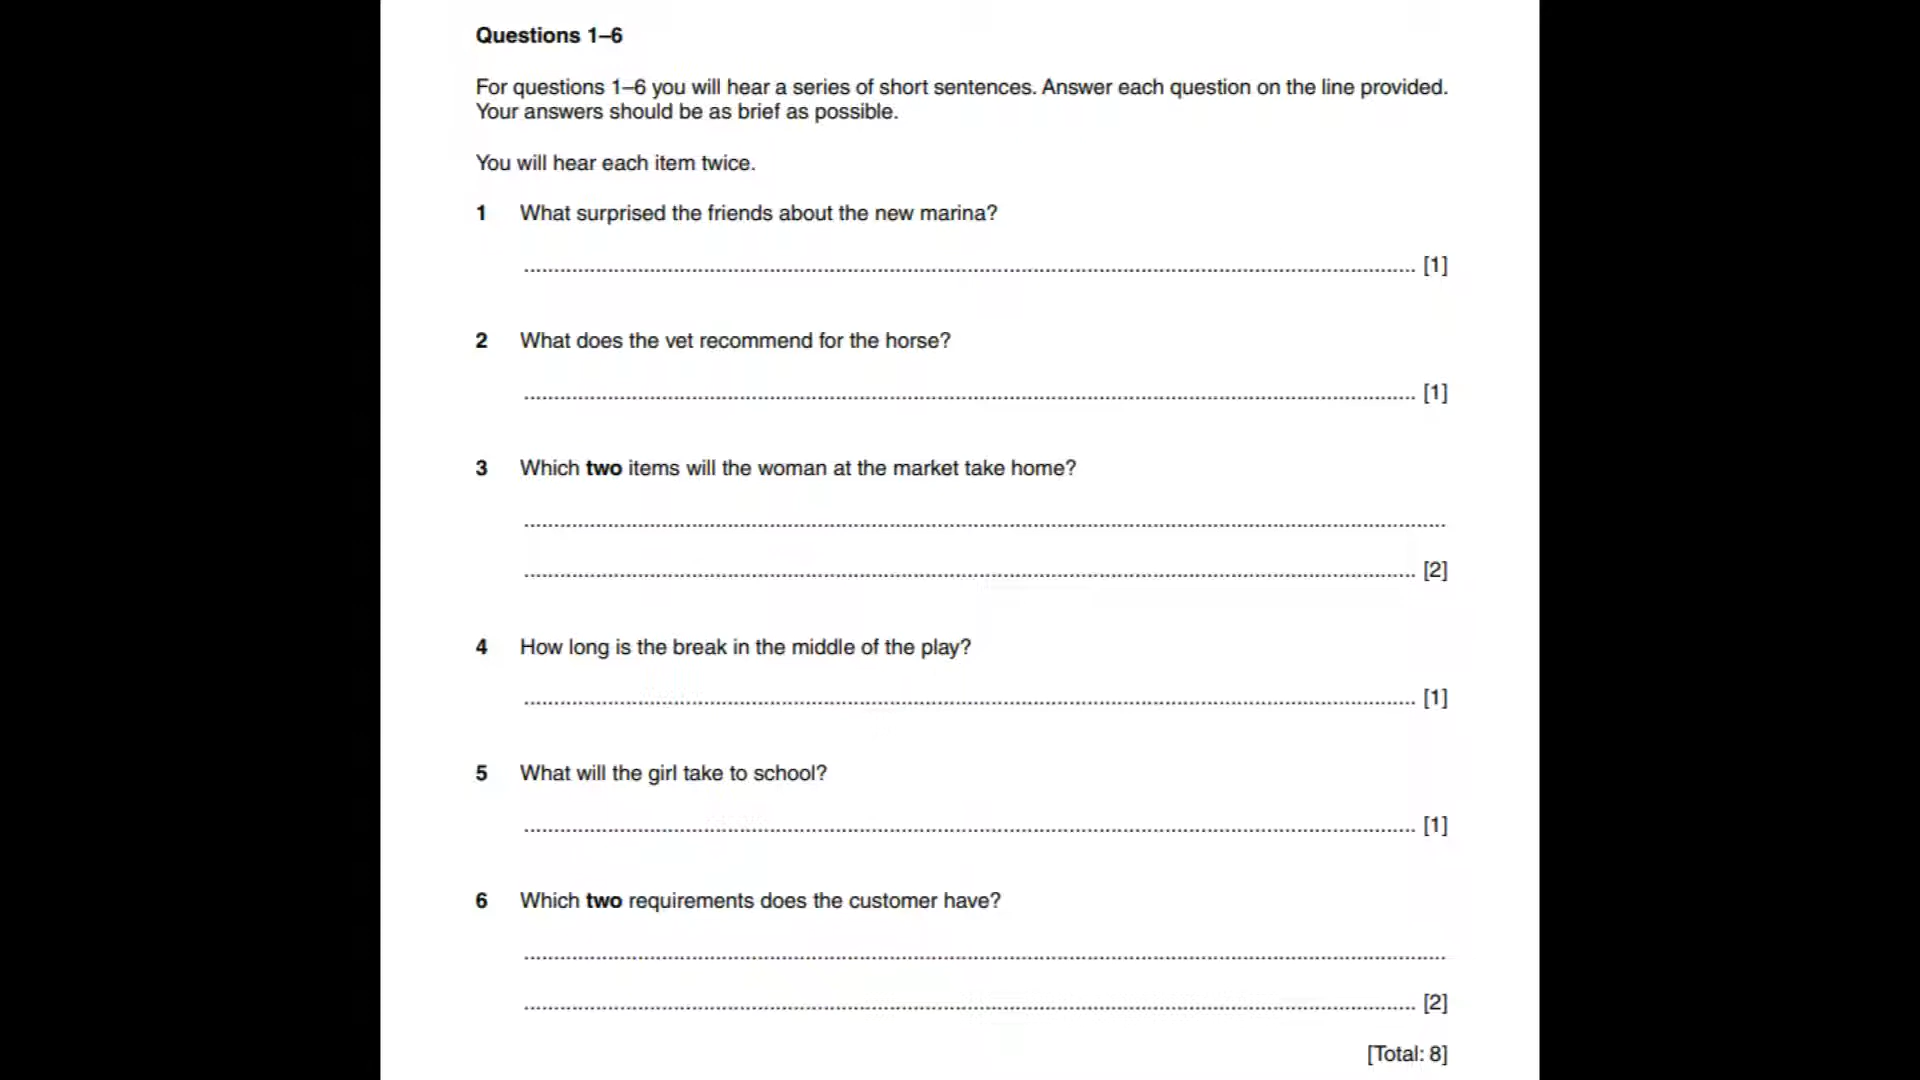 Questions 1–6
For questions 1–6 you will hear a series of short sentences. Answer each question on the line provided.
Your answers should be as brief as possible.
You will hear each item twice.
1 What surprised the friends about the new marina?
[1]
2 What does the vet recommend for the horse?
[1]
3 Which two items will the woman at the market take home?
[2]
4 How long is the break in the middle of the play?
[1]
5 What will the girl take to school?
[1]
6 Which two requirements does the customer have?
[2]
[Total: 8]